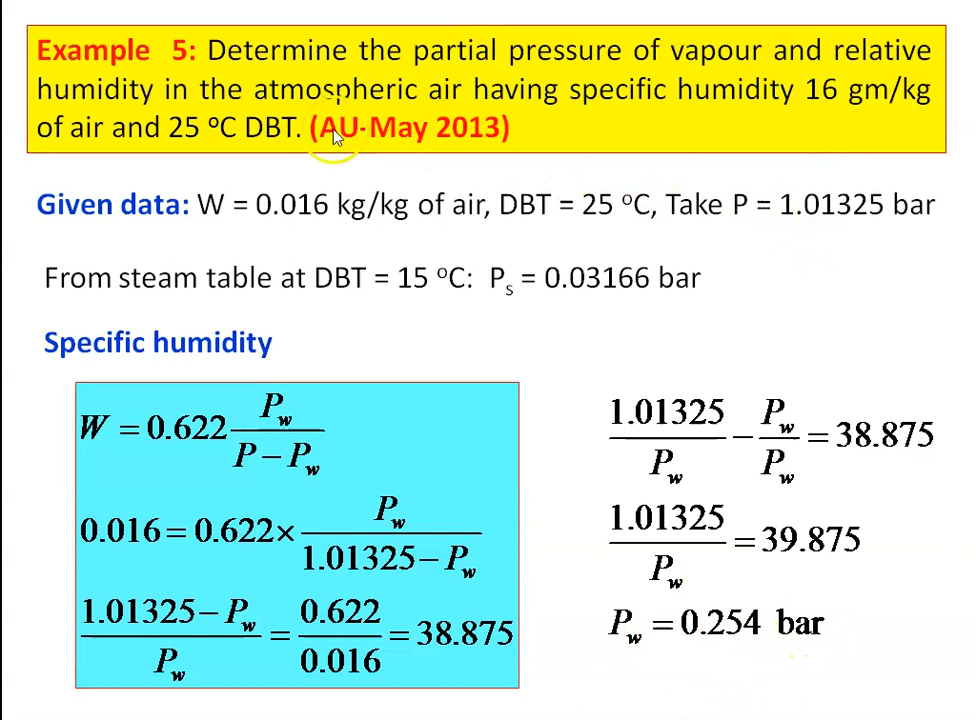 Example 5: Determine the partial pressure of vapour and relative
humidity in the atmospheric air having specific humidity 16 gm/kg
of air and 25 ºC DBT. (AU-May 2013)
Given data: W = 0.016 kg/kg of air, DBT = 25 ºC, Take P = 1.01325 bar
From steam table at DBT = 15 ºC: Ps = 0.03166 bar
Specific humidity
W = 0.622 Pw / (P − Pw)
0.016 = 0.622 × Pw / (1.01325 − Pw)
(1.01325 − Pw) / Pw = 0.622 / 0.016 = 38.875
1.01325 / Pw − Pw / Pw = 38.875
1.01325 / Pw = 39.875
Pw = 0.254 bar